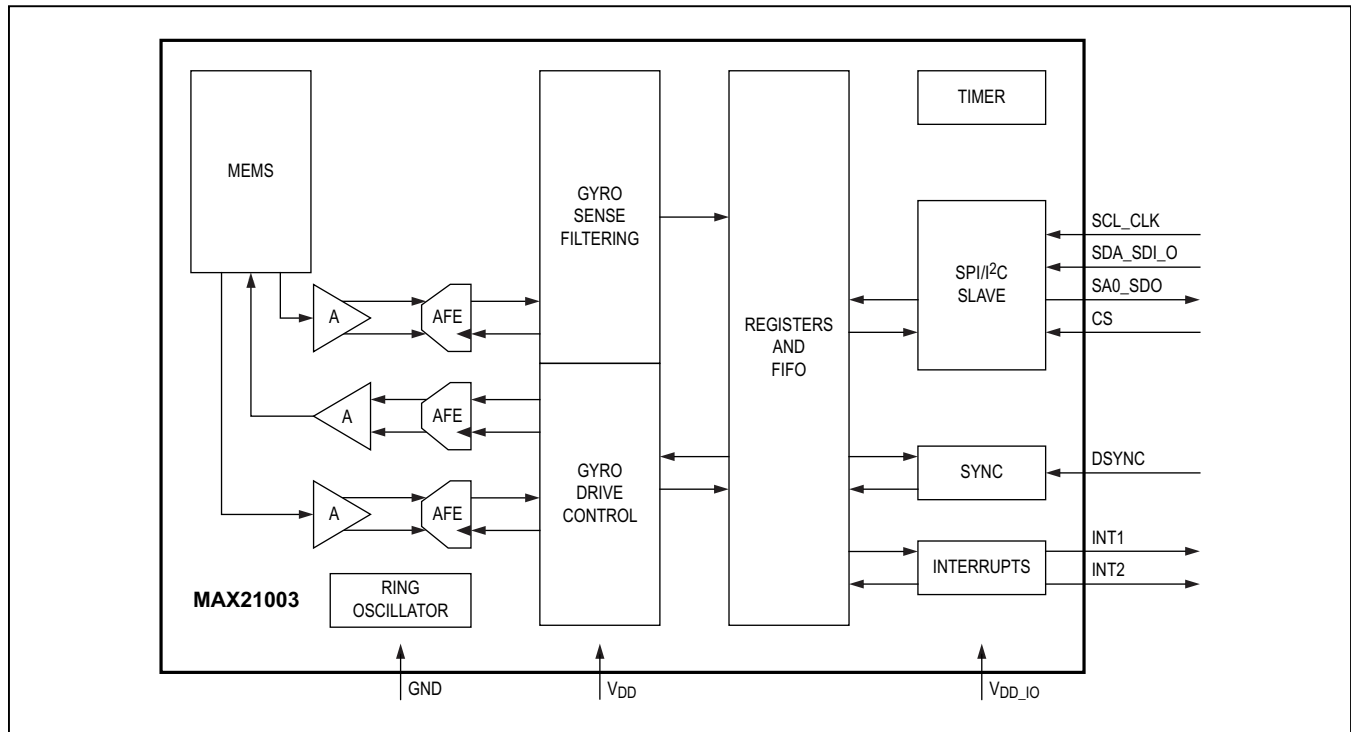 TIMER
MEMS
GYRO
SENSE
FILTERING
SPI/I2C
SLAVE
SCL_CLK
SDA_SDI_O
SA0_SDO
CS
A
AFE
REGISTERS
AND
FIFO
A
AFE
GYRO
DRIVE
CONTROL
SYNC
DSYNC
A
AFE
INTERRUPTS
INT1
INT2
MAX21003
RING
OSCILLATOR
GND
VDD
VDD_IO